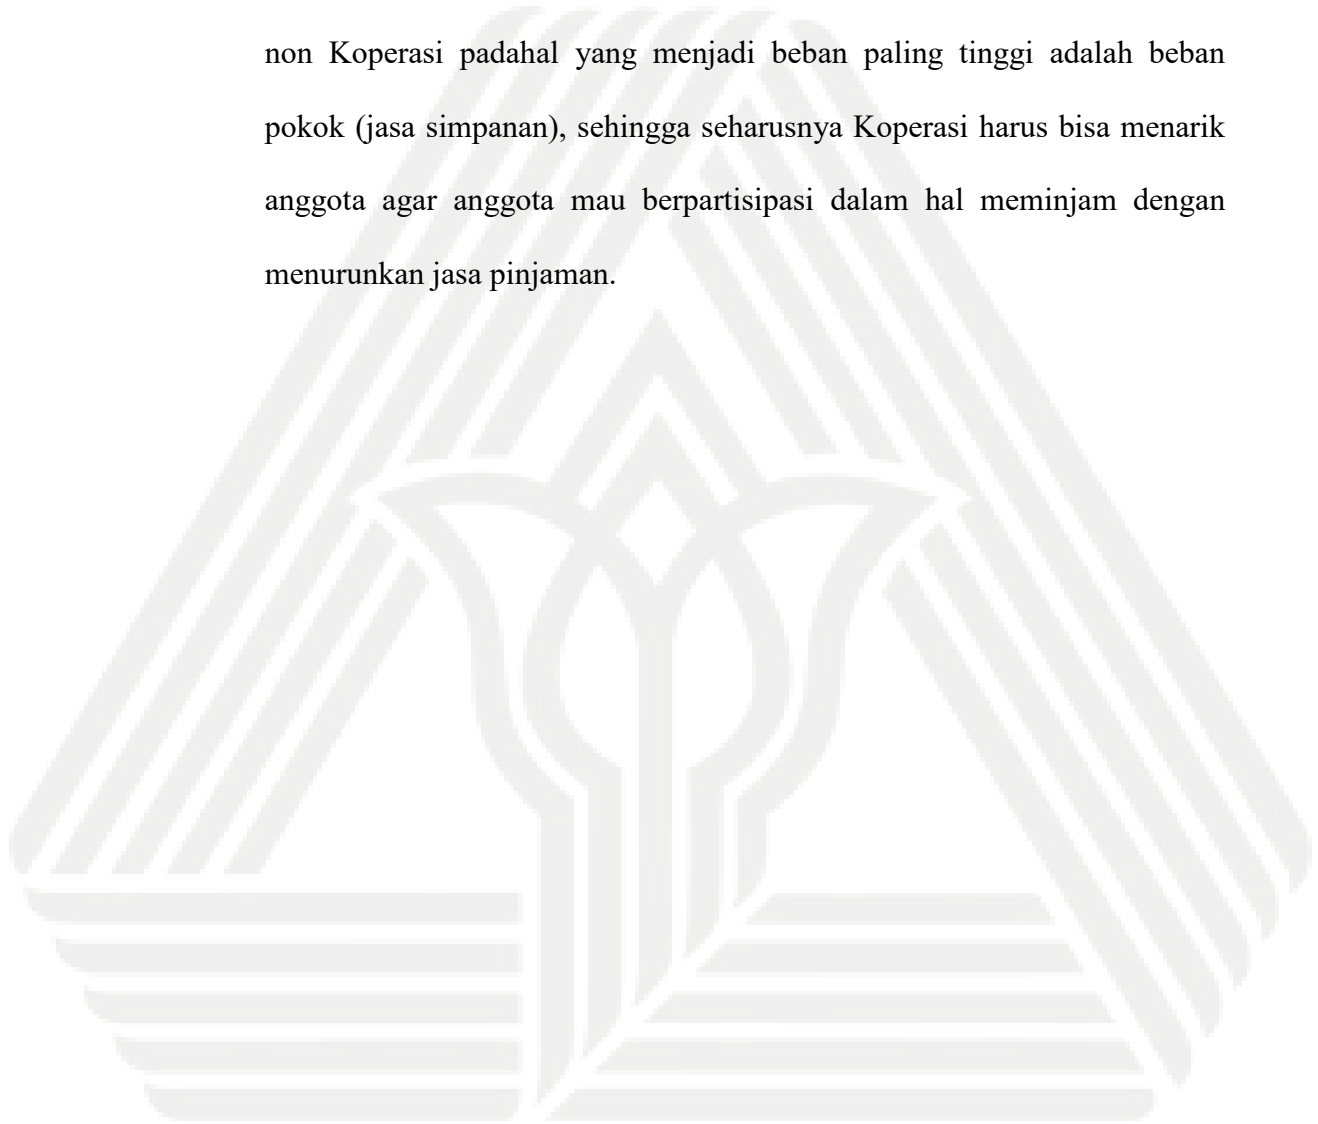 non Koperasi padahal yang menjadi beban paling tinggi adalah beban
pokok (jasa simpanan), sehingga seharusnya Koperasi harus bisa menarik
anggota agar anggota mau berpartisipasi dalam hal meminjam dengan
menurunkan jasa pinjaman.